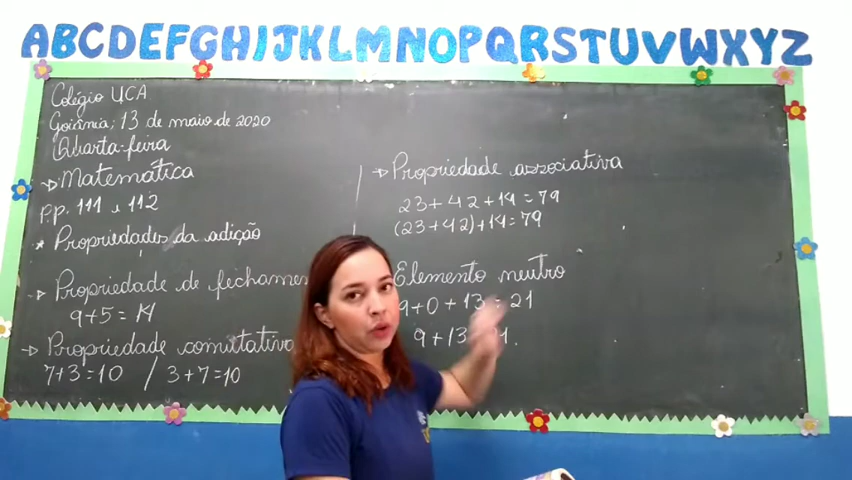 ABCDEFGHIJKLMNOPQRSTUVWXYZ
Colégio UCA
Goiânia, 13 de maio de 2020
Quarta-feira
Matemática
pp. 111 e 112
* Propriedades da adição
Propriedade de fechamen
9+5=14
Propriedade comutativa
7+3=10 / 3+7=10
Propriedade associativa
23+42+14=79
(23+42)+14=79
Elemento neutro
9+0+13=21
9+13